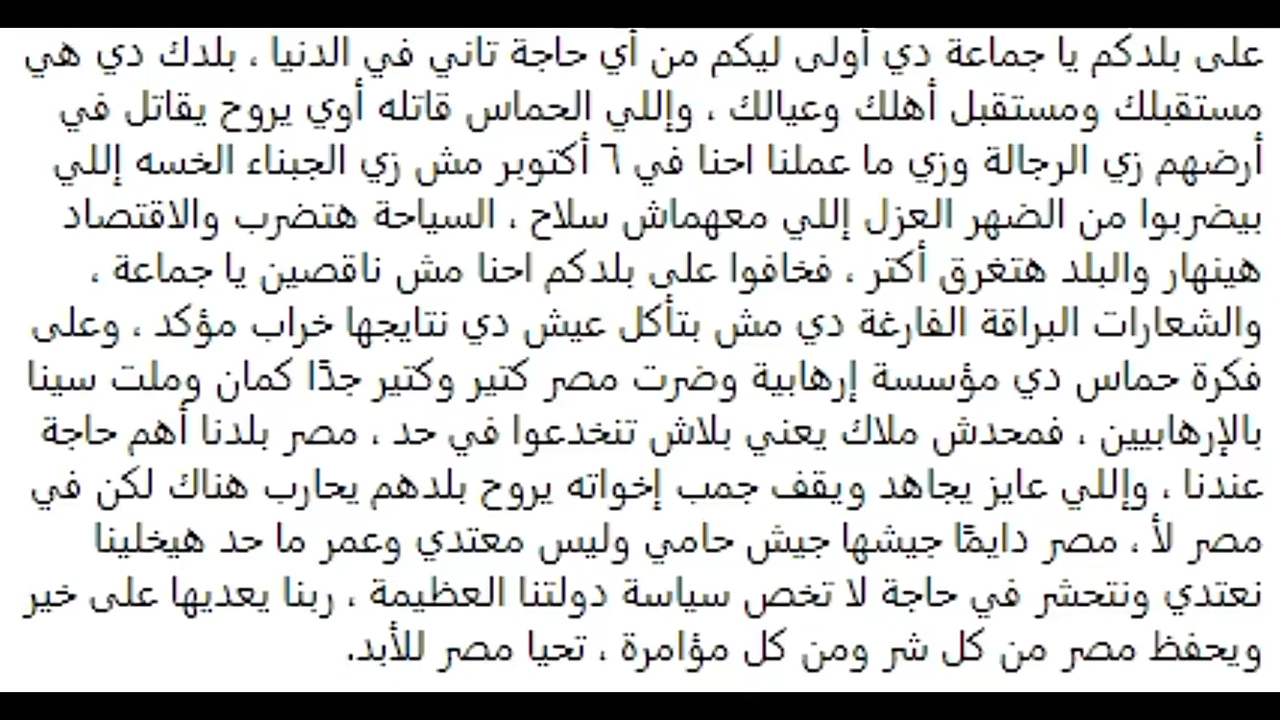 على بلدكم يا جماعة دي أولى ليكم من أي حاجة تاني في الدنيا ، بلدك دي هي
مستقبلك ومستقبل أهلك وعيالك ، وإللي الحماس قاتله أوي يروح يقاتل في
أرضهم زي الرجالة وزي ما عملنا احنا في ٦ أكتوبر مش زي الجبناء الخسه إللي
بيضربوا من الضهر العزل إللي معهماش سلاح ، السياحة هتضرب والاقتصاد
هينهار والبلد هتغرق أكتر ، فخافوا على بلدكم احنا مش ناقصين يا جماعة ،
والشعارات البراقة الفارغة دي مش بتأكل عيش دي نتايجها خراب مؤكد ، وعلى
فكرة حماس دي مؤسسة إرهابية وضرت مصر كتير وكتير جدًا كمان وملت سينا
بالإرهابيين ، فمحدش ملاك يعني بلاش تنخدعوا في حد ، مصر بلدنا أهم حاجة
عندنا ، وإللي عايز يجاهد ويقف جمب إخواته يروح بلدهم يحارب هناك لكن في
مصر لأ ، مصر دايمًا جيشها جيش حامي وليس معتدي وعمر ما حد هيخلينا
نعتدي ونتحشر في حاجة لا تخص سياسة دولتنا العظيمة ، ربنا يعديها على خير
ويحفظ مصر من كل شر ومن كل مؤامرة ، تحيا مصر للأبد.